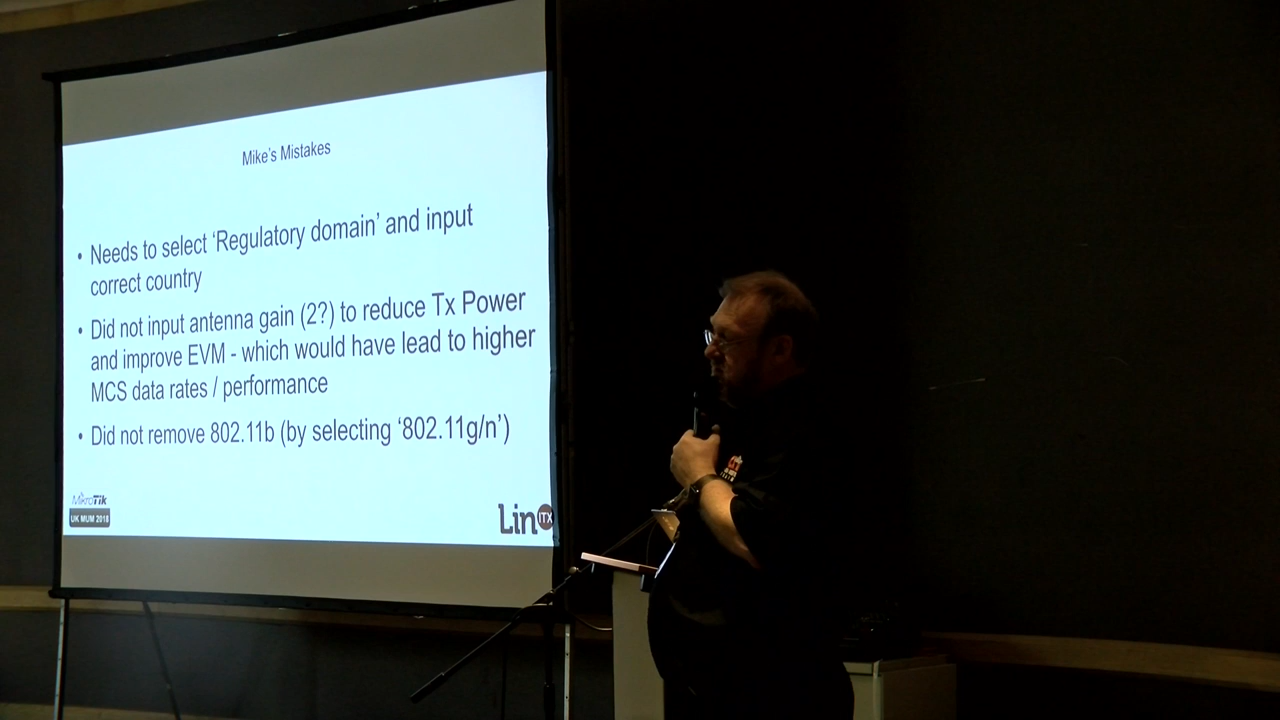 Mike's Mistakes
• Needs to select ‘Regulatory domain’ and input
correct country
• Did not input antenna gain (2?) to reduce Tx Power
and improve EVM - which would have lead to higher
MCS data rates / performance
• Did not remove 802.11b (by selecting ‘802.11g/n’)
MikroTik
UK MUM 2018
Lin ITX